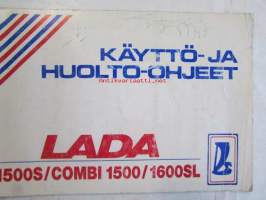 KÄYTTÖ-JA
HUOLTO-OHJEET
LADA
1500S/COMBI 1500/1600SL